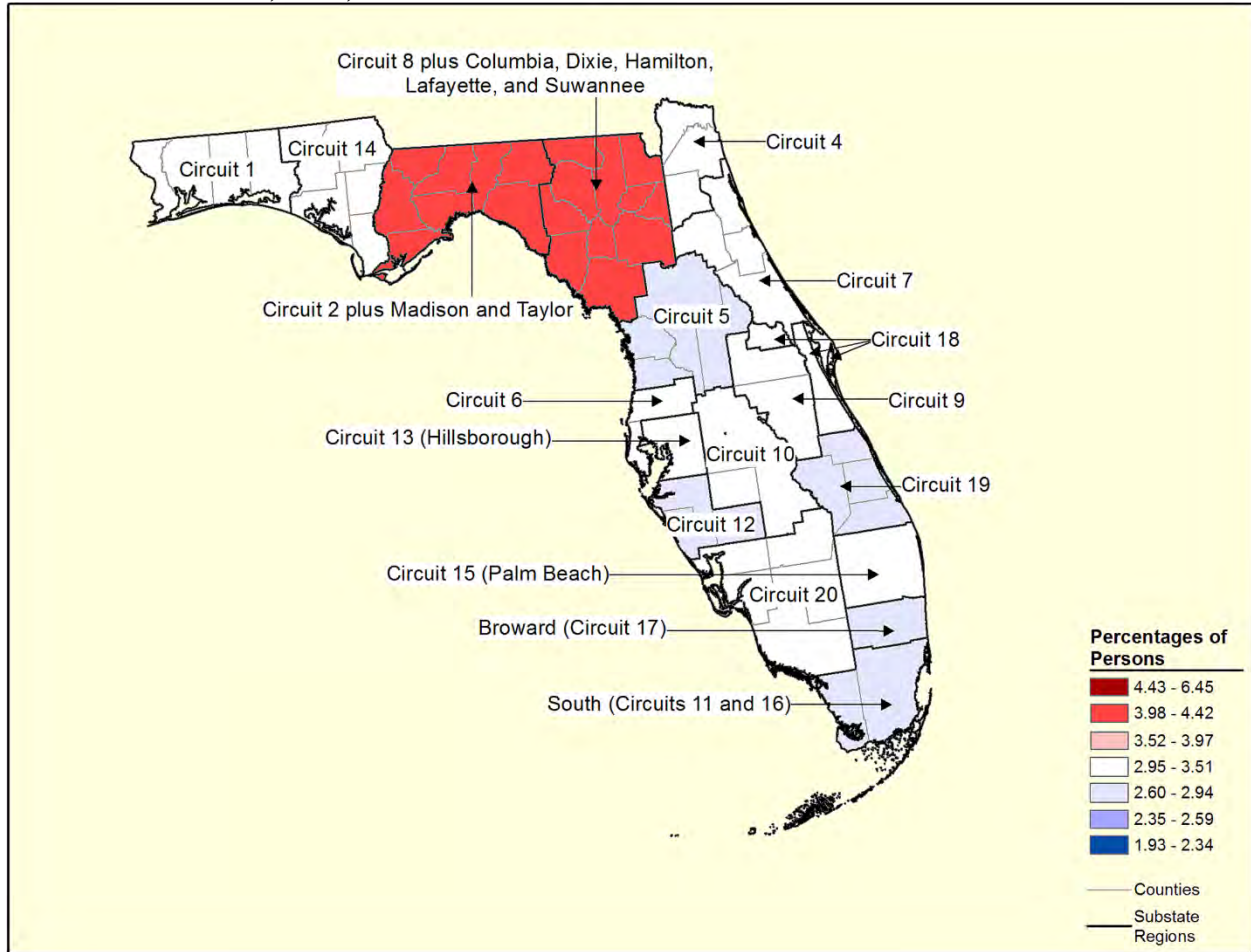 Circuit 8 plus Columbia, Dixie, Hamilton,
Lafayette, and Suwannee
Circuit 4
Circuit 14
Circuit 1
Circuit 7
Circuit 2 plus Madison and Taylor
Circuit 5
Circuit 18
Circuit 6
Circuit 9
Circuit 13 (Hillsborough)
Circuit 10
Circuit 19
Circuit 12
Circuit 15 (Palm Beach)
Circuit 20
Broward (Circuit 17)
South (Circuits 11 and 16)
Percentages of
Persons
4.43 - 6.45
3.98 - 4.42
3.52 - 3.97
2.95 - 3.51
2.60 - 2.94
2.35 - 2.59
1.93 - 2.34
Counties
Substate
Regions